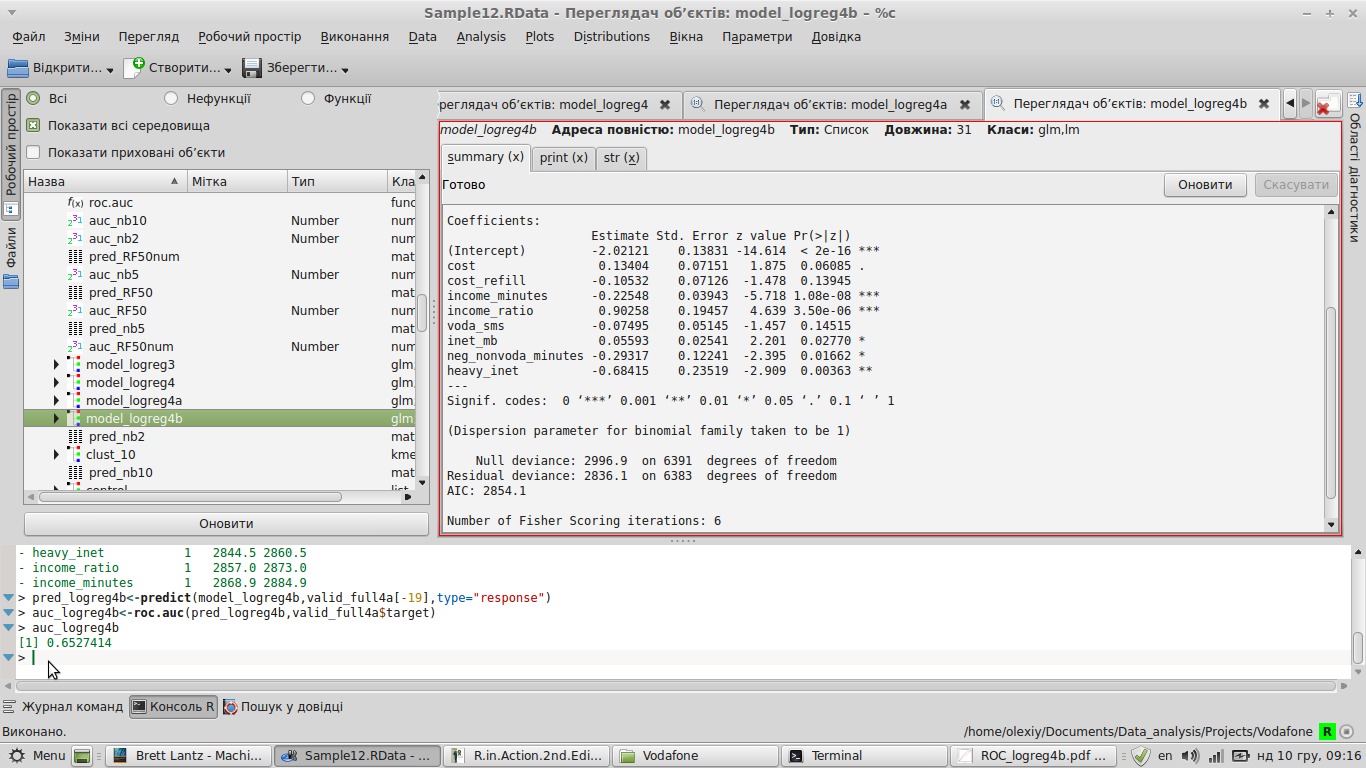 Sample12.RData - Переглядач об’єктів: model_logreg4b – %c
Файл Зміни Перегляд Робочий простір Виконання Data Analysis Plots Distributions Вікна Параметри Довідка
Відкрити... Створити... Зберегти...
Робочий простір
Файли
Всі Нефункції Функції
Показати всі середовища
Показати приховані об’єкти
Назва Мітка Тип Кла
f(x) roc.auc func
auc_nb10 Number num
auc_nb2 Number num
pred_RF50num mat
auc_nb5 Number num
pred_RF50 mat
auc_RF50 Number num
pred_nb5 mat
auc_RF50num Number num
model_logreg3 glm,
model_logreg4 glm,
model_logreg4a glm,
model_logreg4b glm,
pred_nb2 mat
clust_10 kme
pred_nb10 mat
control list
Оновити
реглядач об’єктів: model_logreg4 Переглядач об’єктів: model_logreg4a Переглядач об’єктів: model_logreg4b
model_logreg4b Адреса повністю: model_logreg4b Тип: Список Довжина: 31 Класи: glm,lm
summary (x) print (x) str (x)
Готово Оновити Скасувати
Coefficients:
Estimate Std. Error z value Pr(>|z|)
(Intercept) -2.02121 0.13831 -14.614 < 2e-16 ***
cost 0.13404 0.07151 1.875 0.06085 .
cost_refill -0.10532 0.07126 -1.478 0.13945
income_minutes -0.22548 0.03943 -5.718 1.08e-08 ***
income_ratio 0.90258 0.19457 4.639 3.50e-06 ***
voda_sms -0.07495 0.05145 -1.457 0.14515
inet_mb 0.05593 0.02541 2.201 0.02770 *
neg_nonvoda_minutes -0.29317 0.12241 -2.395 0.01662 *
heavy_inet -0.68415 0.23519 -2.909 0.00363 **
---
Signif. codes: 0 ‘***’ 0.001 ‘**’ 0.01 ‘*’ 0.05 ‘.’ 0.1 ‘ ’ 1
(Dispersion parameter for binomial family taken to be 1)
Null deviance: 2996.9 on 6391 degrees of freedom
Residual deviance: 2836.1 on 6383 degrees of freedom
AIC: 2854.1
Number of Fisher Scoring iterations: 6
Області діагностики
- heavy_inet 1 2844.5 2860.5
- income_ratio 1 2857.0 2873.0
- income_minutes 1 2868.9 2884.9
> pred_logreg4b<-predict(model_logreg4b,valid_full4a[-19],type="response")
> auc_logreg4b<-roc.auc(pred_logreg4b,valid_full4a$target)
> auc_logreg4b
[1] 0.6527414
>
Журнал команд Консоль R Пошук у довідці
Виконано. /home/olexiy/Documents/Data_analysis/Projects/Vodafone R
Menu Brett Lantz - Machi... Sample12.RData - ... R.in.Action.2nd.Edi... Vodafone Terminal ROC_logreg4b.pdf ... en нд 10 гру, 09:16